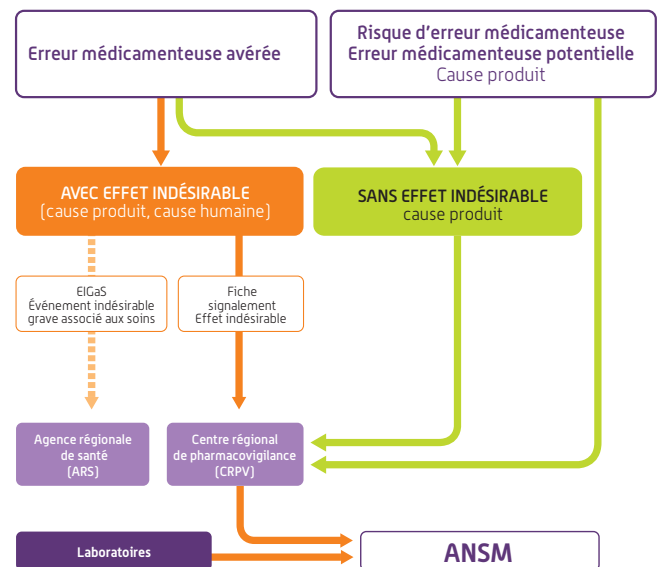 Erreur médicamenteuse avérée
Risque d'erreur médicamenteuse
Erreur médicamenteuse potentielle
Cause produit
AVEC EFFET INDÉSIRABLE
(cause produit, cause humaine)
SANS EFFET INDÉSIRABLE
cause produit
EIGaS
Événement indésirable
grave associé aux soins
Fiche
signalement
Effet indésirable
Agence régionale
de santé
(ARS)
Centre régional
de pharmacovigilance
(CRPV)
Laboratoires
ANSM